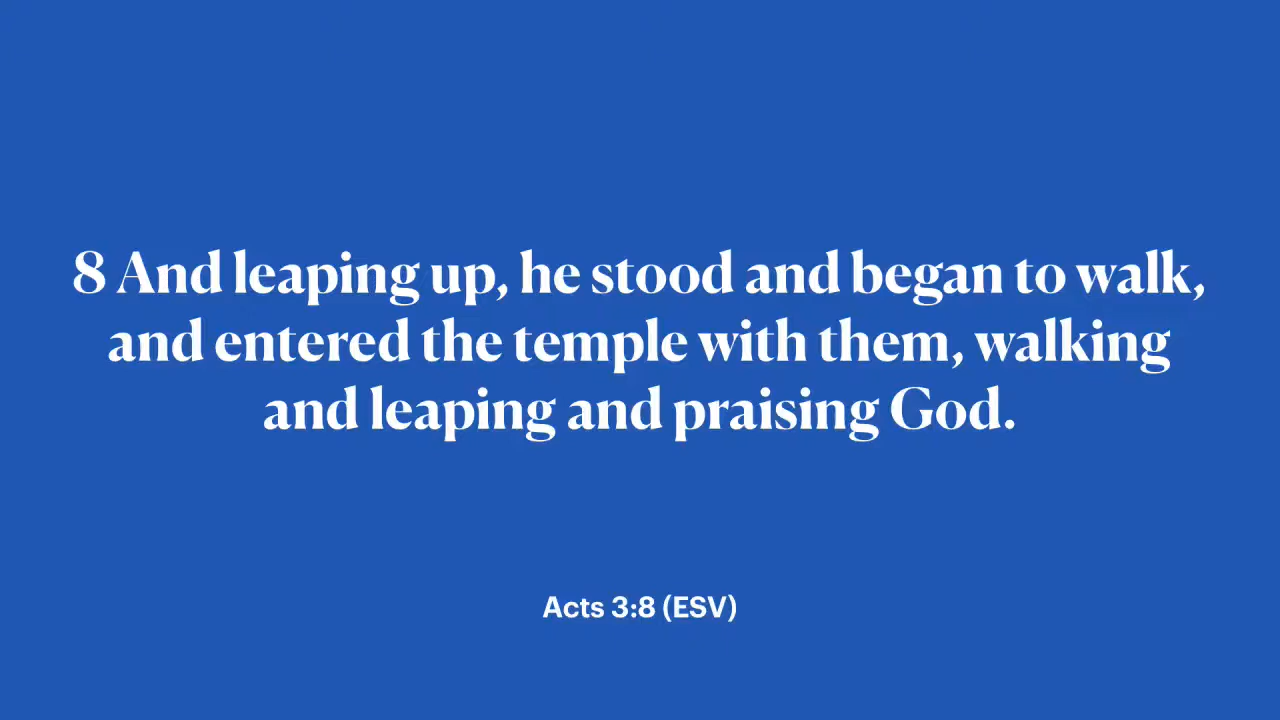 8 And leaping up, he stood and began to walk,
and entered the temple with them, walking
and leaping and praising God.
Acts 3:8 (ESV)